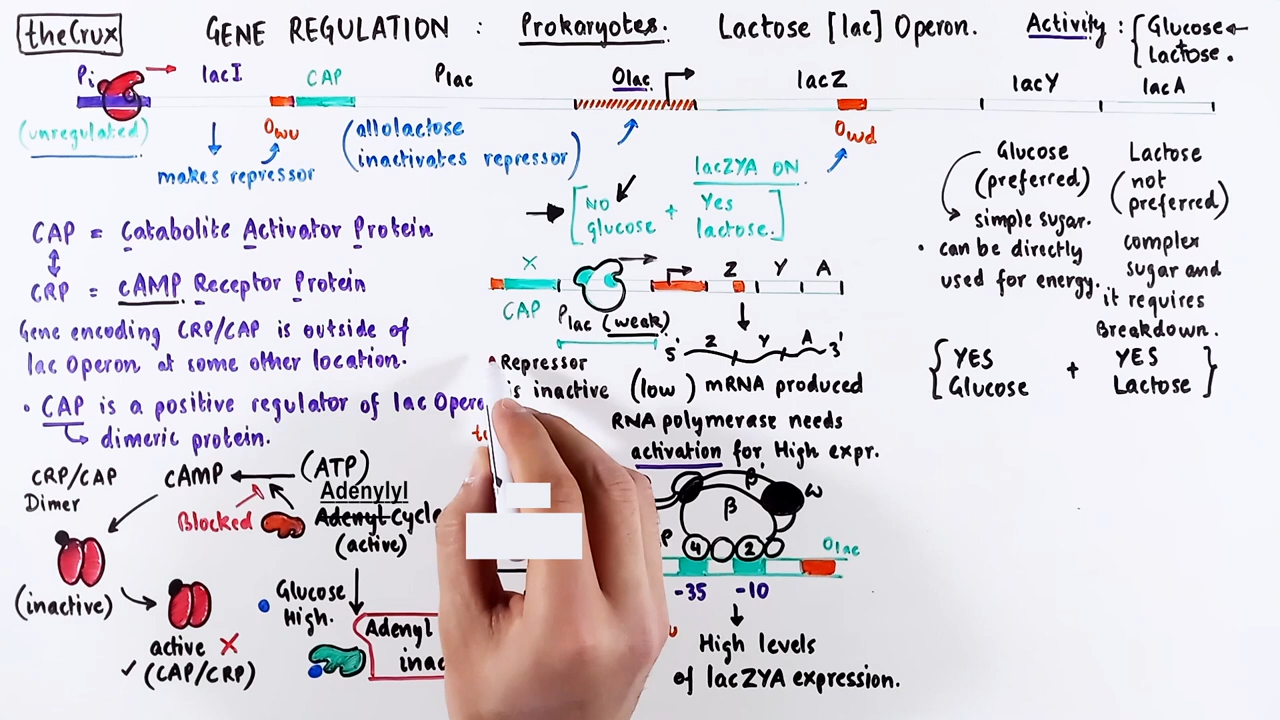 theCrux
GENE REGULATION : Prokaryotes. Lactose [lac] Operon.
Activity : { Glucose ←
+
Lactose.
Pi
lacI
CAP
Plac
Olac
lacZ
lacY
lacA
(unregulated)
Owu
makes repressor
(allolactose
inactivates repressor)
Owd
lacZYA ON
[NO
glucose
+
Yes
lactose.]
Glucose
(preferred)
simple sugar.
• can be directly
used for energy.
Lactose
(not
preferred)
complex
sugar and
it requires
Breakdown.
{YES
Glucose
+
YES
Lactose}
CAP = Catabolite Activator Protein
CRP = cAMP Receptor Protein
Gene encoding CRP/CAP is outside of
lac Operon at some other location.
• CAP is a positive regulator of lac
dimeric protein.
X
CAP
Plac (weak)
Z Y A
5' Z Y A 3'
Repressor
is inactive
(low) mRNA produced
RNA polymerase needs
activation for High expr.
CRP/CAP
Dimer
cAMP ← (ATP)
Blocked
Adenylyl
Adenyl Cycle
(active)
(inactive)
active X
✓ (CAP/CRP)
Glucose
High.
Adenyl
β
β
ω
4 2
Olac
-35 -10
High levels
of lacZYA expression.